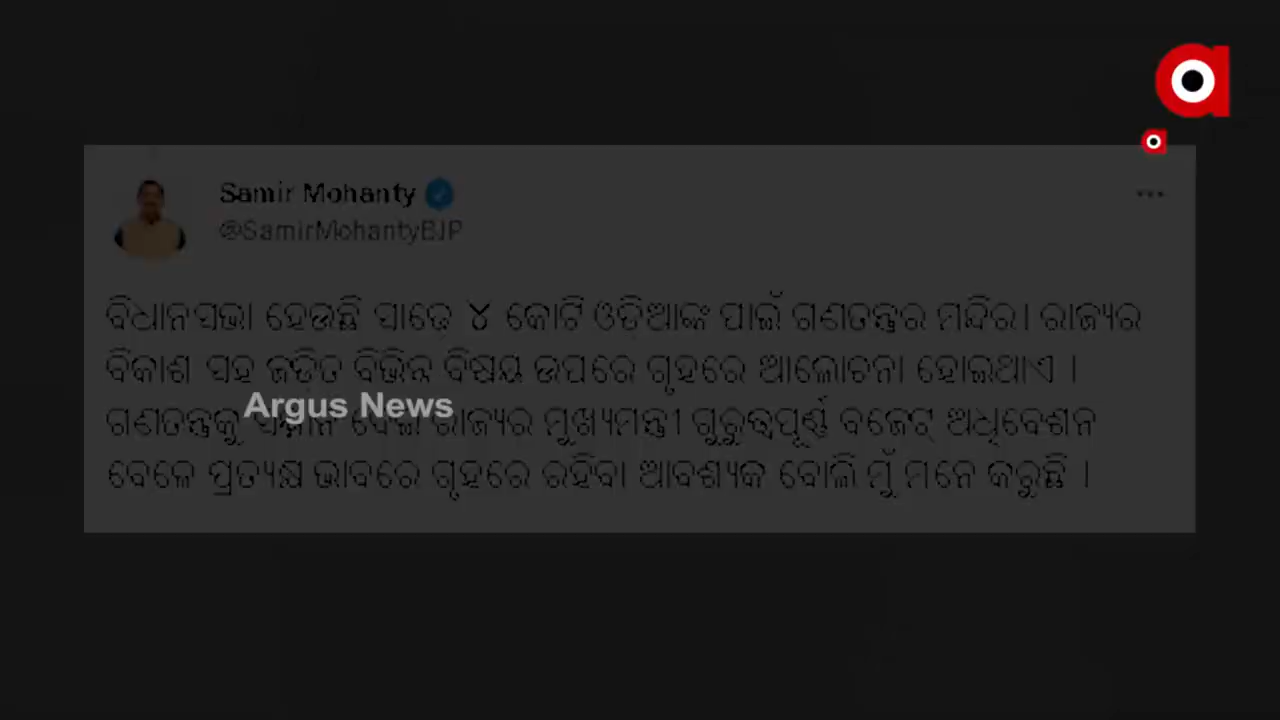 Samir Mohanty
@SamirMohantyBJP
ବିଧାନସଭା ହେଉଛି ସାଢ଼େ ୪ କୋଟି ଓଡ଼ିଆଙ୍କ ପାଇଁ ଗଣତନ୍ତ୍ରର ମନ୍ଦିର। ରାଜ୍ୟର
ବିକାଶ ସହ ଜଡ଼ିତ ବିଭିନ୍ନ ବିଷୟ ଉପରେ ଗୃହରେ ଆଲୋଚନା ହୋଇଥାଏ ।
Argus News
ଗଣତନ୍ତ୍ରକୁ ସମ୍ମାନ ଦେଇ ରାଜ୍ୟର ମୁଖ୍ୟମନ୍ତ୍ରୀ ଗୁରୁତ୍ୱପୂର୍ଣ୍ଣ ବଜେଟ୍ ଅଧିବେଶନ
ବେଳେ ପ୍ରତ୍ୟକ୍ଷ ଭାବରେ ଗୃହରେ ରହିବା ଆବଶ୍ୟକ ବୋଲି ମୁଁ ମନେ କରୁଛି ।